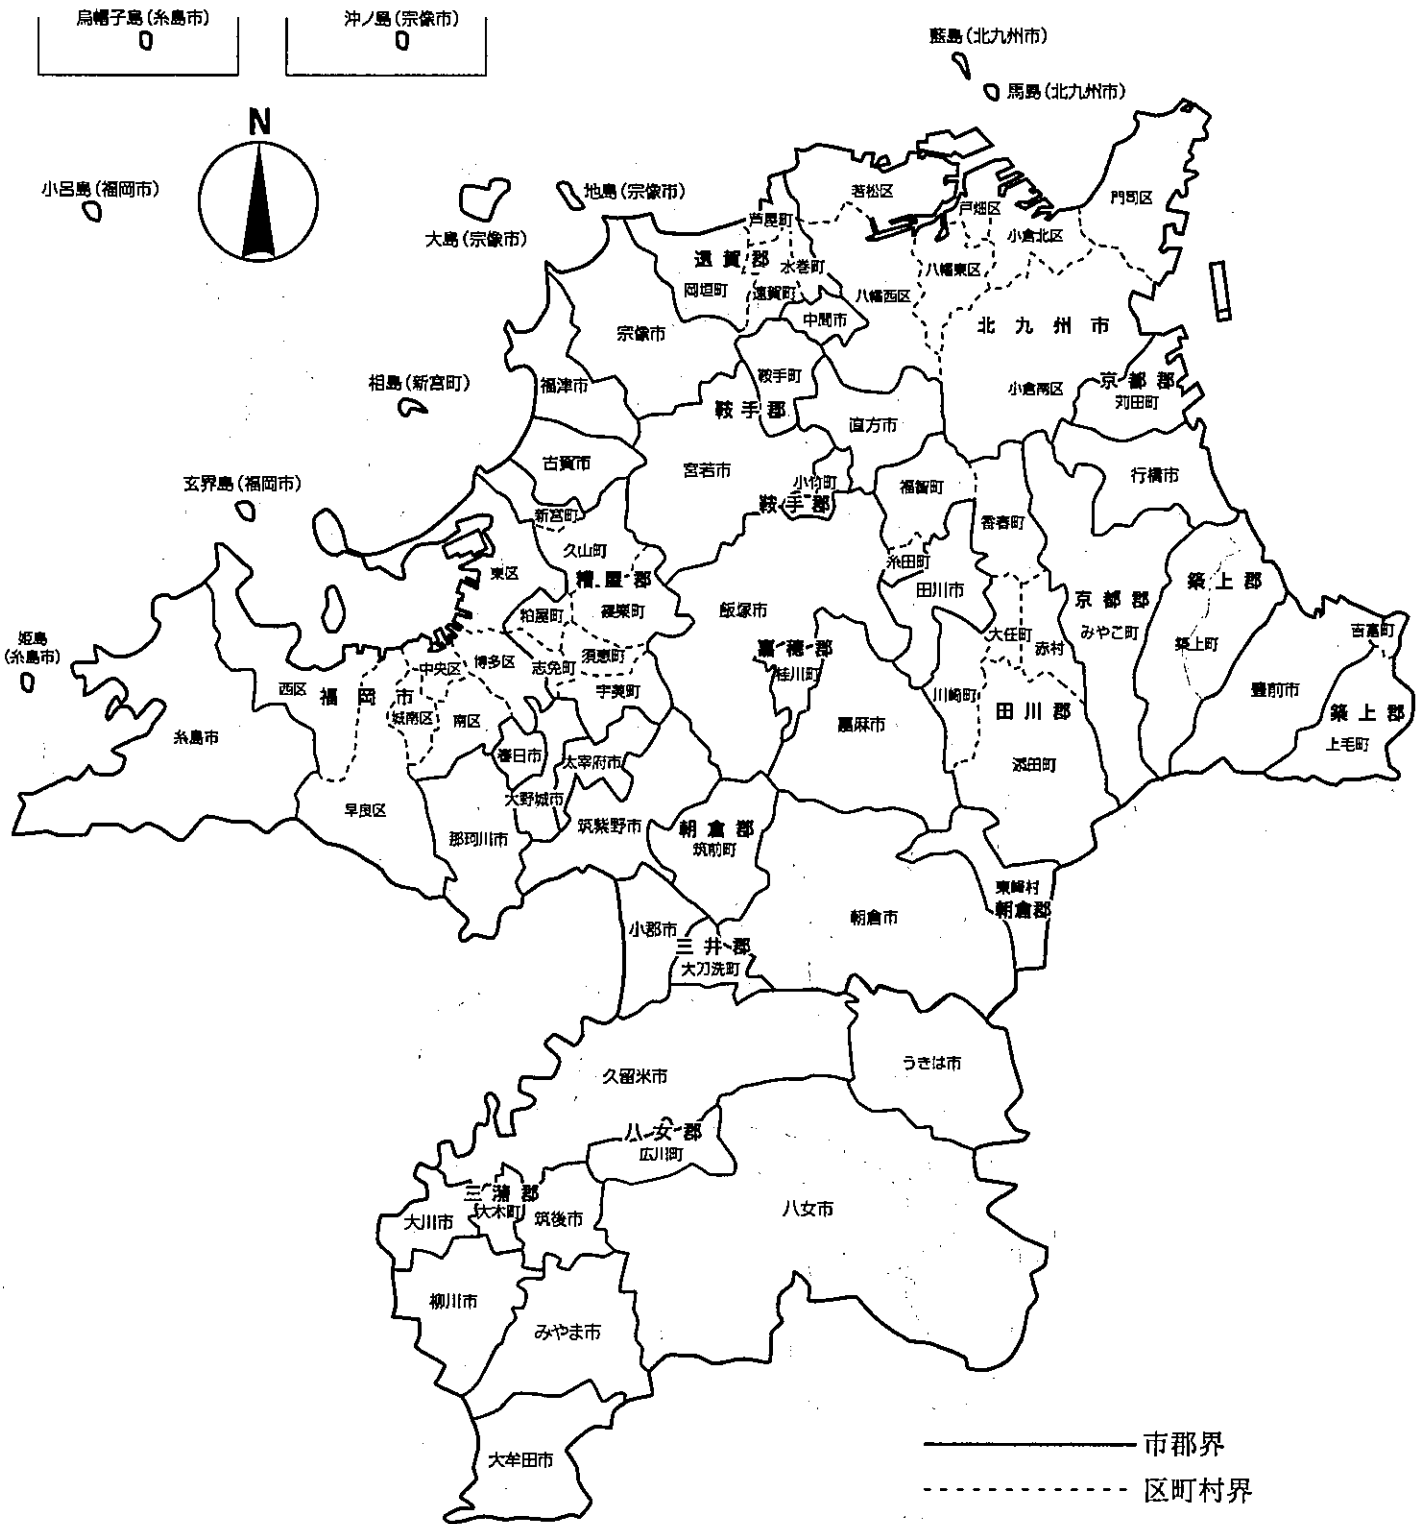 烏帽子島(糸島市)
沖ノ島(宗像市)
藍島(北九州市)
馬島(北九州市)
N
小呂島(福岡市)
大島(宗像市)
地島(宗像市)
芦屋町
若松区
戸畑区
門司区
小倉北区
遠賀郡
水巻町
岡垣町
遠賀町
八幡西区
八幡東区
中間市
北九州市
宗像市
相島(新宮町)
福津市
鞍手町
鞍手郡
直方市
小倉南区
京都郡
苅田町
古賀市
宮若市
小竹町
鞍手郡
福智町
行橋市
玄界島(福岡市)
新宮町
久山町
香春町
東区
糟屋郡
糸田町
田川市
粕屋町
篠栗町
飯塚市
京都郡
みやこ町
築上郡
築上町
吉富町
姫島
(糸島市)
中央区
博多区
志免町
須恵町
宇美町
嘉穂郡
桂川町
大任町
赤村
川崎町
田川郡
西区
福岡市
城南区
南区
糸島市
春日市
太宰府市
嘉麻市
添田町
豊前市
築上郡
上毛町
早良区
大野城市
那珂川市
筑紫野市
朝倉郡
筑前町
東峰村
朝倉郡
朝倉市
小郡市
三井郡
大刀洗町
久留米市
うきは市
八女郡
広川町
三潴郡
大木町
大川市
筑後市
八女市
柳川市
みやま市
大牟田市
市郡界
区町村界